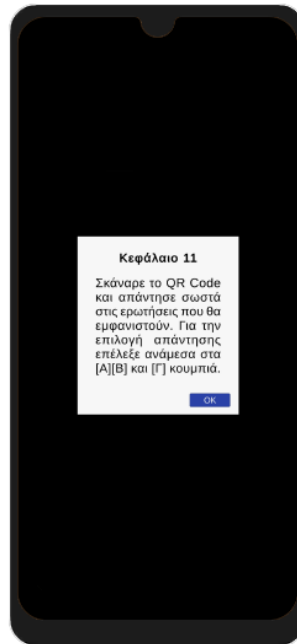 Κεφάλαιο 11
Σκάναρε το QR Code
και απάντησε σωστά
στις ερωτήσεις που θα
εμφανιστούν. Για την
επιλογή απάντησης
επέλεξε ανάμεσα στα
[Α][Β] και [Γ] κουμπιά.
OK